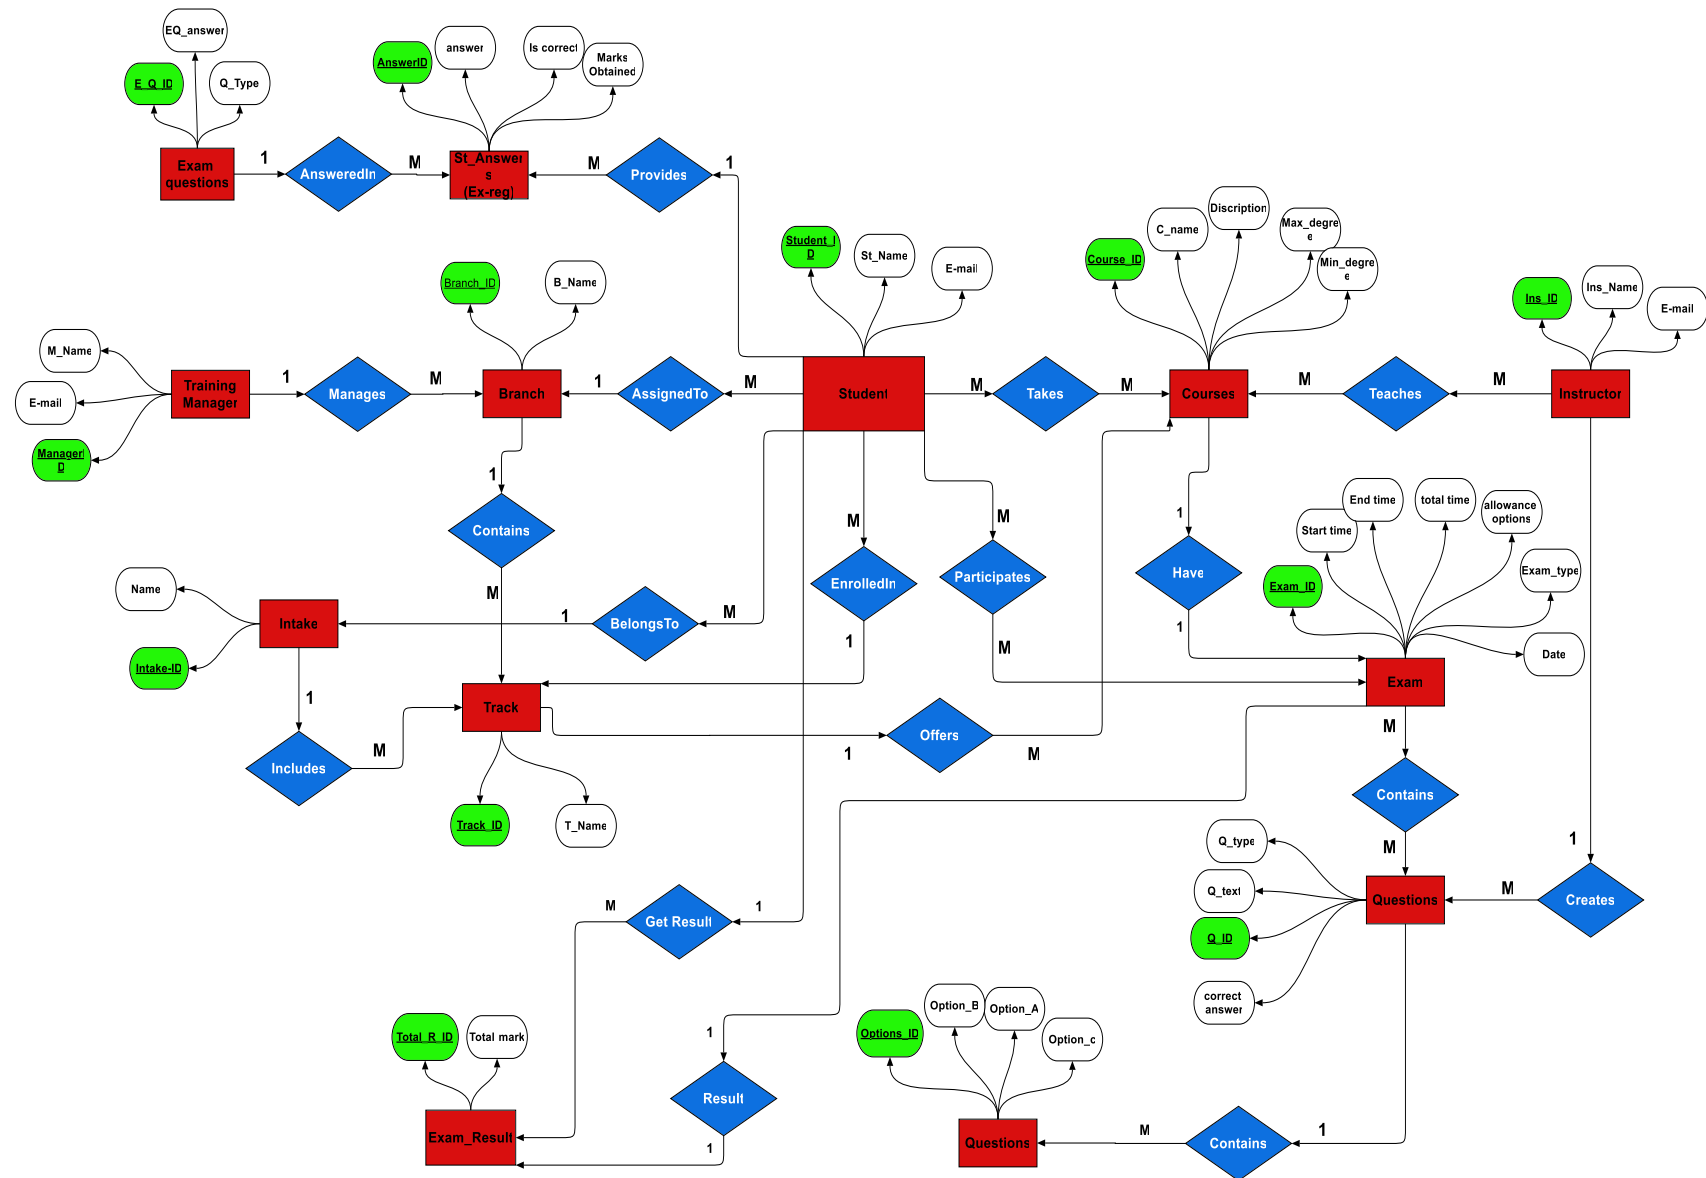 EQ_answer
E_Q_ID
Q_Type
AnswerID
answer
Is correct
Marks
Obtained
Exam
questions
1
AnsweredIn
M
St_Answer
s
(Ex-reg)
M
Provides
1
Student_I
D
St_Name
E-mail
Course_ID
C_name
Discription
Max_degre
e
Min_degre
e
Ins_ID
Ins_Name
E-mail
Branch_ID
B_Name
M_Name
E-mail
ManagerI
D
Training
Manager
1
Manages
M
Branch
1
AssignedTo
M
Student
M
Takes
M
Courses
M
Teaches
M
Instructor
1
Contains
M
M
EnrolledIn
1
M
Participates
M
1
Have
1
Start time
End time
total time
allowance
options
Exam_ID
Exam_type
Date
Exam
Name
Intake-ID
Intake
1
BelongsTo
M
1
Includes
M
Track
Track_ID
T_Name
1
Offers
M
M
Contains
M
1
Creates
M
Q_type
Q_text
Q_ID
correct
answer
Questions
M
Get Result
1
Total_R_ID
Total mark
Exam_Result
1
Result
1
Options_ID
Option_B
Option_A
Option_c
Questions
M
Contains
1